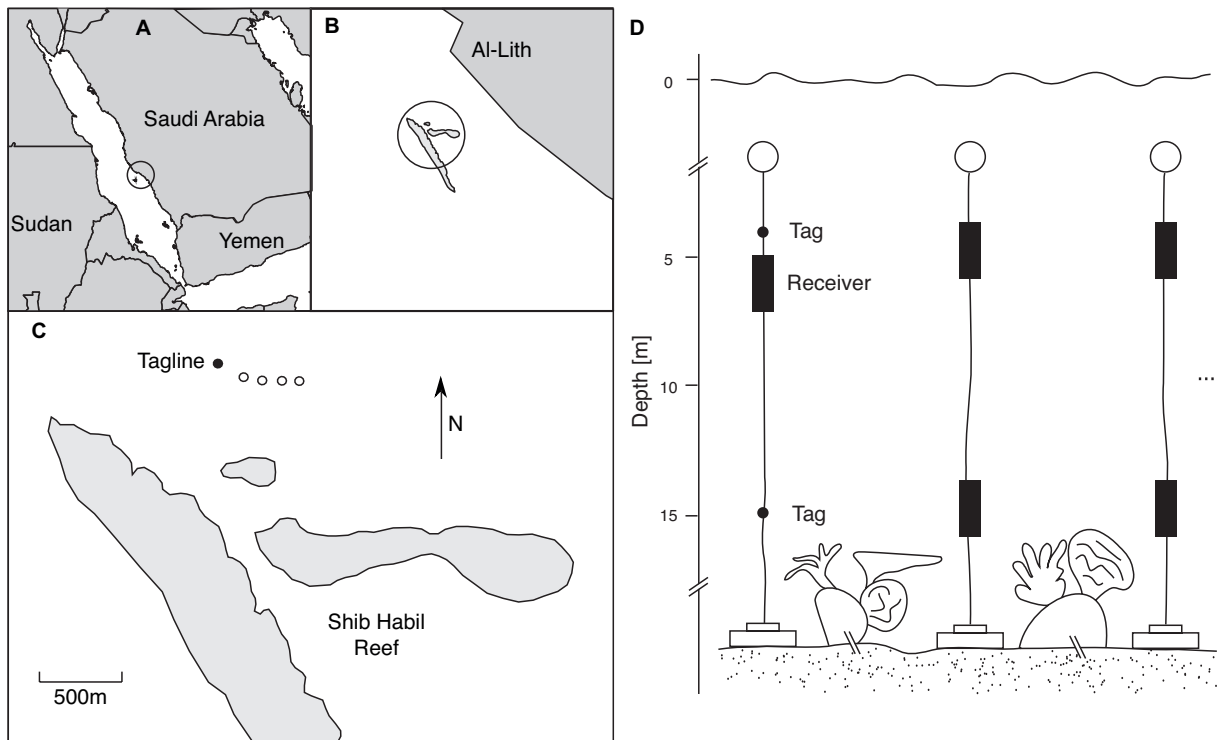 A
Saudi Arabia
Sudan
Yemen
B
Al-Lith
C
Tagline
N
Shib Habil
Reef
500m
D
0
Tag
5
Receiver
Depth [m]
10
...
Tag
15